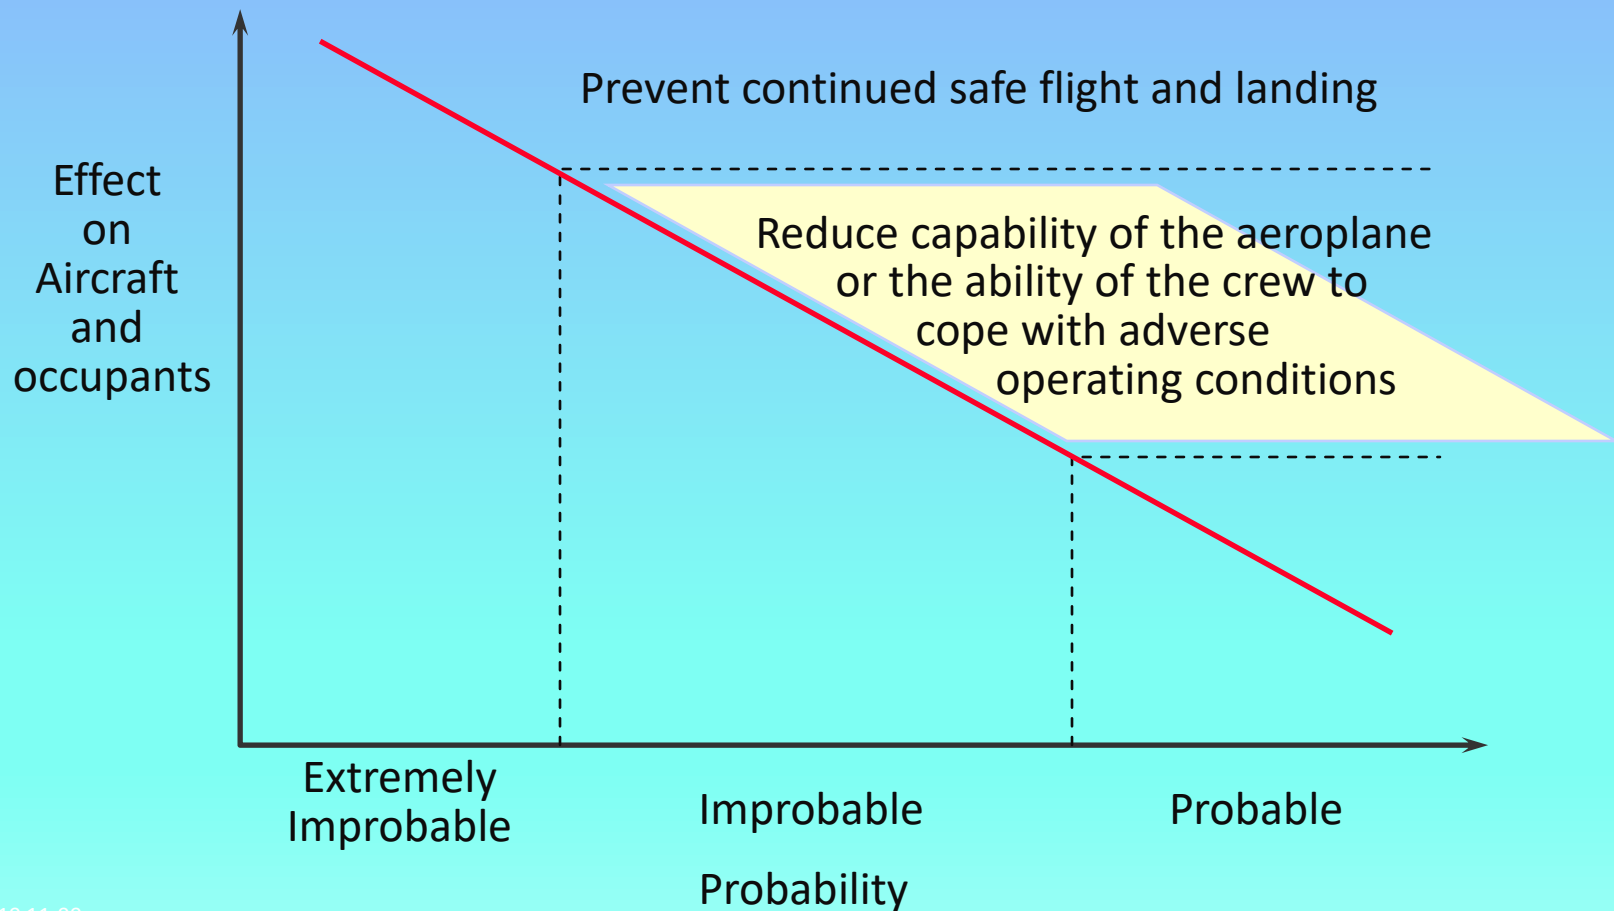 Prevent continued safe flight and landing
Effect
on
Aircraft
and
occupants
Reduce capability of the aeroplane
or the ability of the crew to
cope with adverse
operating conditions
Extremely
Improbable
Improbable
Probable
Probability